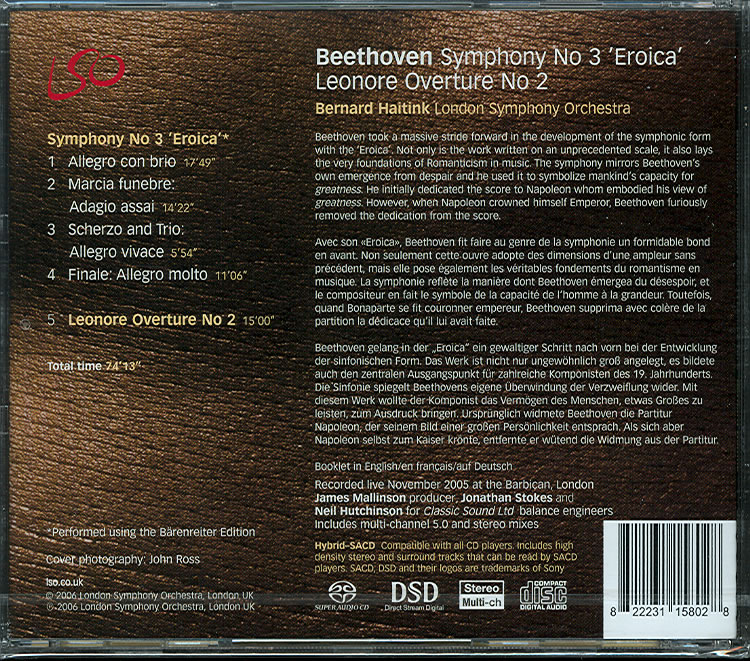 LSO
Beethoven Symphony No 3 'Eroica'
Leonore Overture No 2
Bernard Haitink London Symphony Orchestra
Symphony No 3 'Eroica'*
1 Allegro con brio 17'49"
2 Marcia funebre:
Adagio assai 14'22"
3 Scherzo and Trio:
Allegro vivace 5'54"
4 Finale: Allegro molto 11'06"
5 Leonore Overture No 2 15'00"
Total time 74'13"
*Performed using the Bärenreiter Edition
Cover photography: John Ross
lso.co.uk
© 2006 London Symphony Orchestra, London UK
℗ 2006 London Symphony Orchestra, London UK
Beethoven took a massive stride forward in the development of the symphonic form
with the 'Eroica'. Not only is the work written on an unprecedented scale, it also lays
the very foundations of Romanticism in music. The symphony mirrors Beethoven's
own emergence from despair and he used it to symbolize mankind's capacity for
greatness. He initially dedicated the score to Napoleon whom embodied his view of
greatness. However, when Napoleon crowned himself Emperor, Beethoven furiously
removed the dedication from the score.
Avec son «Eroica», Beethoven fit faire au genre de la symphonie un formidable bond
en avant. Non seulement cette ouvre adopte des dimensions d'une ampleur sans
précédent, mais elle pose également les véritables fondements du romantisme en
musique. La symphonie reflète la manière dont Beethoven émergea du désespoir, et
le compositeur en fait le symbole de la capacité de l'homme à la grandeur. Toutefois,
quand Bonaparte se fit couronner empereur, Beethoven supprima avec colère de la
partition la dédicace qu'il lui avait faite.
Beethoven gelang in der „Eroica" ein gewaltiger Schritt nach vorn bei der Entwicklung
der sinfonischen Form. Das Werk ist nicht nur ungewöhnlich groß angelegt, es bildete
auch den zentralen Ausgangspunkt für zahlreiche Komponisten des 19. Jahrhunderts.
Die Sinfonie spiegelt Beethovens eigene Überwindung der Verzweiflung wider. Mit
diesem Werk wollte der Komponist das Vermögen des Menschen, etwas Großes zu
leisten, zum Ausdruck bringen. Ursprünglich widmete Beethoven die Partitur
Napoleon, der seinem Bild einer großen Persönlichkeit entsprach. Als sich aber
Napoleon selbst zum Kaiser krönte, entfernte er wütend die Widmung aus der Partitur.
Booklet in English/en français/auf Deutsch
Recorded live November 2005 at the Barbican, London
James Mallinson producer, Jonathan Stokes and
Neil Hutchinson for Classic Sound Ltd balance engineers
Includes multi-channel 5.0 and stereo mixes
Hybrid-SACD Compatible with all CD players. Includes high
density stereo and surround tracks that can be read by SACD
players. SACD, DSD and their logos are trademarks of Sony
SUPER AUDIO CD
DSD
Direct Stream Digital
Stereo
Multi-ch
COMPACT
disc
DIGITAL AUDIO
8 22231 15802 8